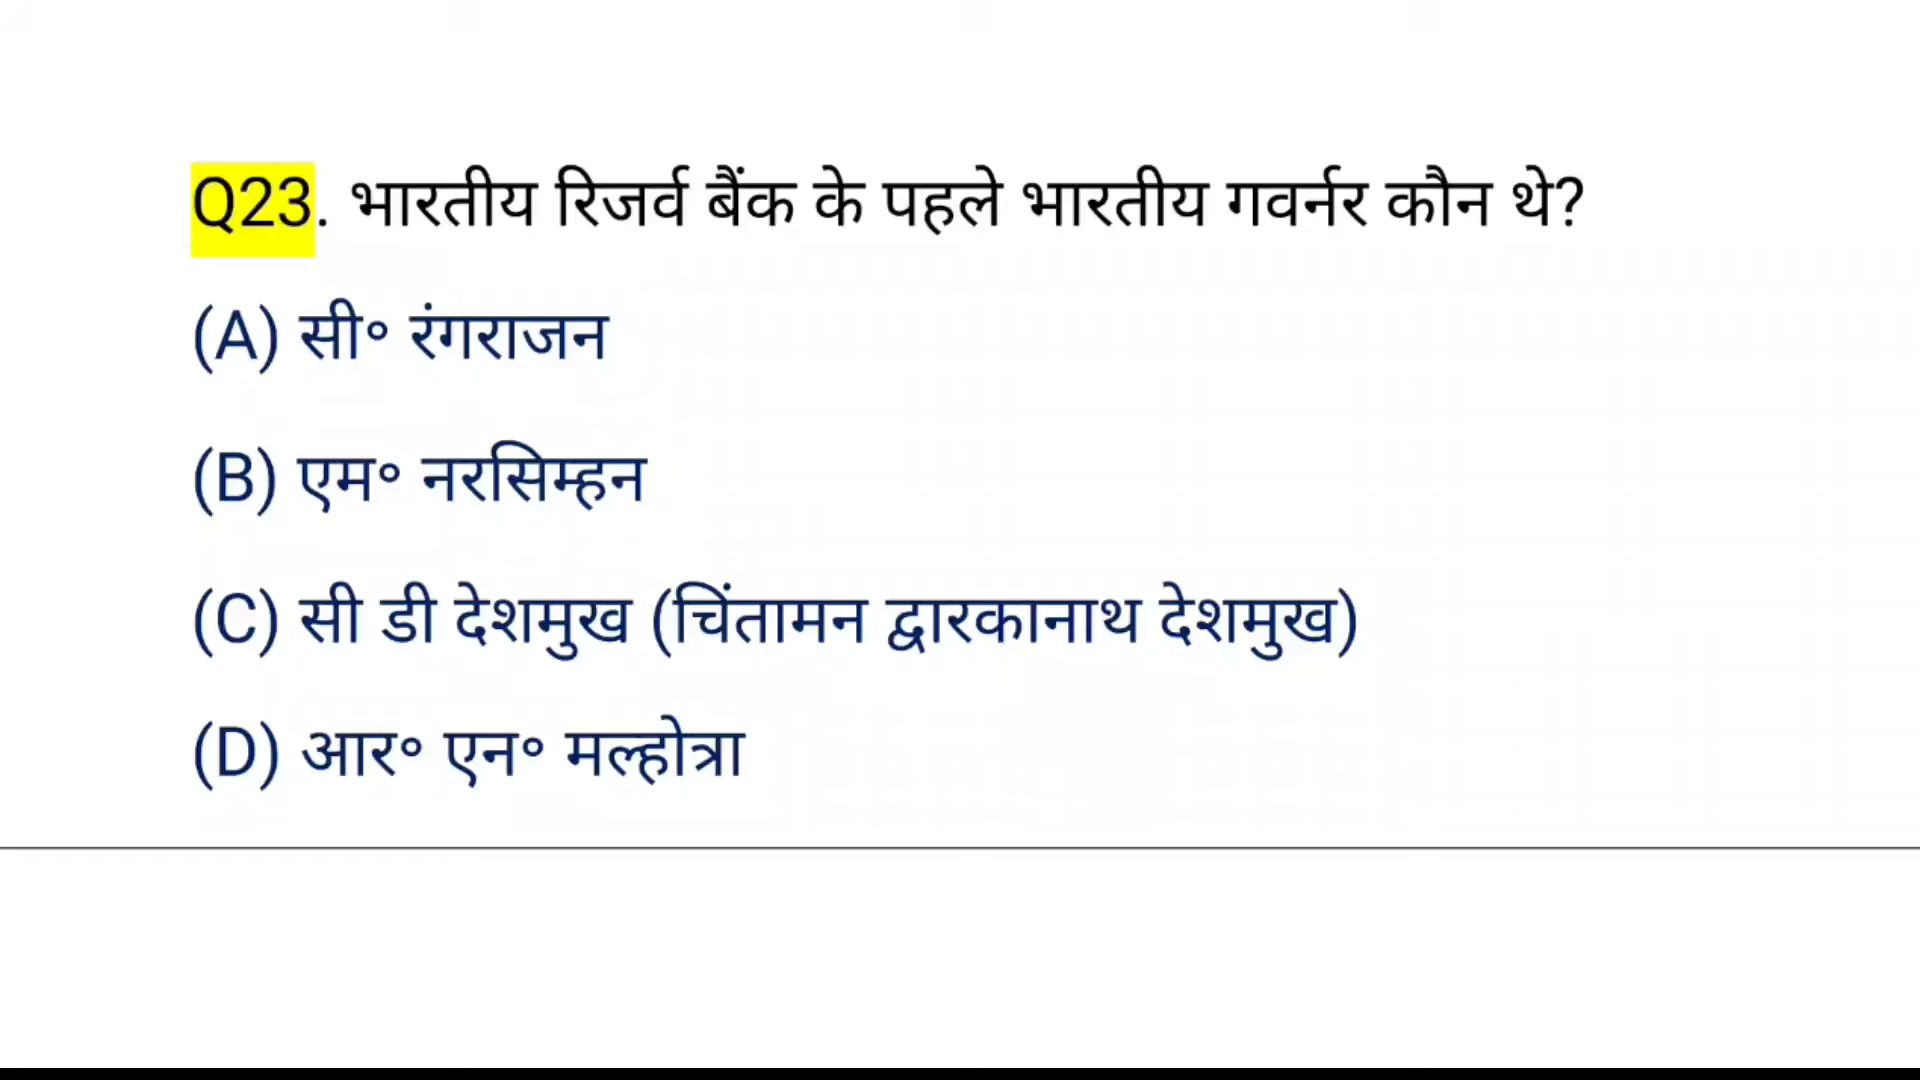 Q23. भारतीय रिजर्व बैंक के पहले भारतीय गवर्नर कौन थे?
(A) सी॰ रंगराजन
(B) एम॰ नरसिम्हन
(C) सी डी देशमुख (चिंतामन द्वारकानाथ देशमुख)
(D) आर॰ एन॰ मल्होत्रा